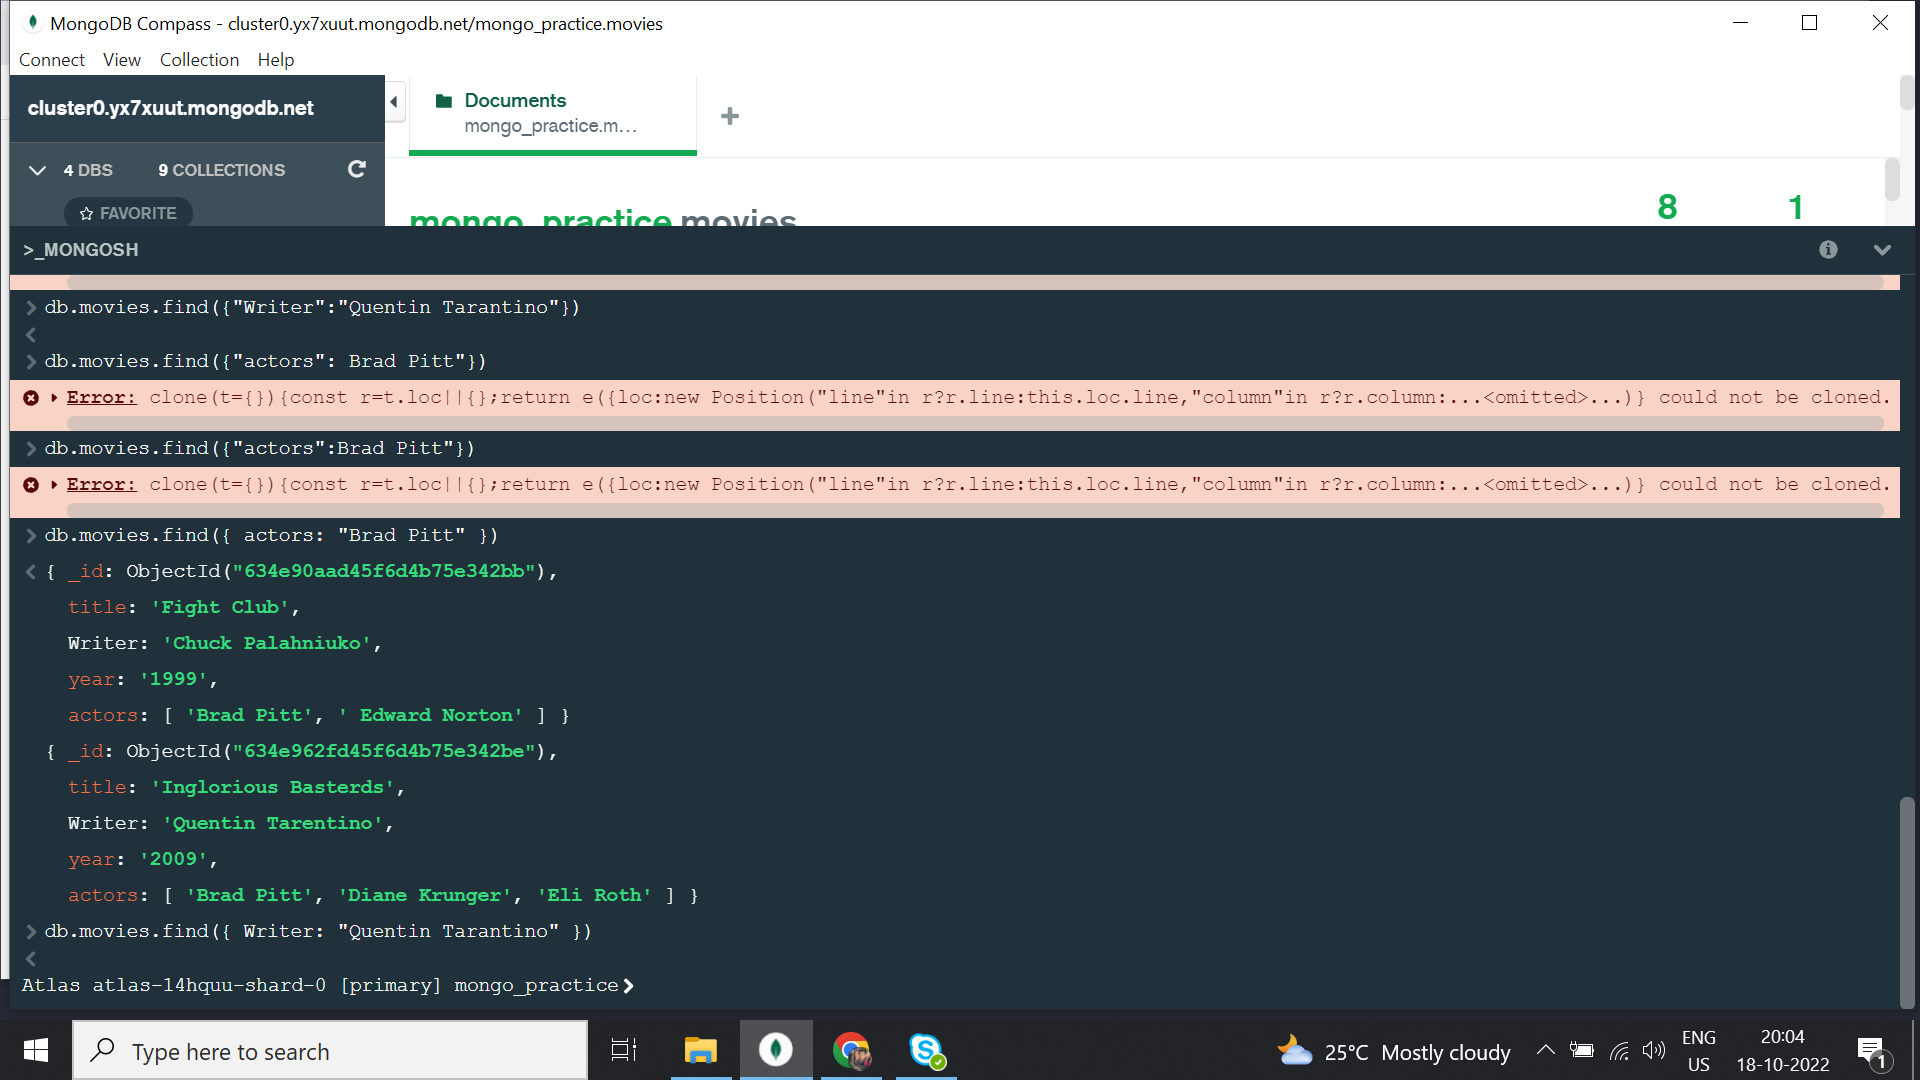 MongoDB Compass - cluster0.yx7xuut.mongodb.net/mongo_practice.movies
Connect View Collection Help
cluster0.yx7xuut.mongodb.net
Documents
mongo_practice.m...
4 DBS 9 COLLECTIONS
FAVORITE
mongo_practice.movies
8 1
>_MONGOSH
db.movies.find({"Writer":"Quentin Tarantino"})
db.movies.find({"actors": Brad Pitt"})
Error: clone(t={}){const r=t.loc||{};return e({loc:new Position("line"in r?r.line:this.loc.line,"column"in r?r.column:...<omitted>...)} could not be cloned.
db.movies.find({"actors":Brad Pitt"})
Error: clone(t={}){const r=t.loc||{};return e({loc:new Position("line"in r?r.line:this.loc.line,"column"in r?r.column:...<omitted>...)} could not be cloned.
db.movies.find({ actors: "Brad Pitt" })
{ _id: ObjectId("634e90aad45f6d4b75e342bb"),
title: 'Fight Club',
Writer: 'Chuck Palahniuko',
year: '1999',
actors: [ 'Brad Pitt', ' Edward Norton' ] }
{ _id: ObjectId("634e962fd45f6d4b75e342be"),
title: 'Inglorious Basterds',
Writer: 'Quentin Tarentino',
year: '2009',
actors: [ 'Brad Pitt', 'Diane Krunger', 'Eli Roth' ] }
db.movies.find({ Writer: "Quentin Tarantino" })
Atlas atlas-14hquu-shard-0 [primary] mongo_practice>
Type here to search
25°C Mostly cloudy
ENG
US
20:04
18-10-2022
1